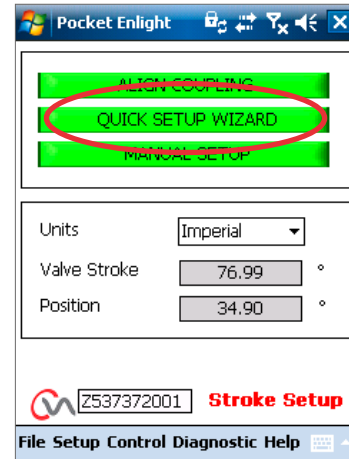 Pocket Enlight
ALIGN COUPLING
QUICK SETUP WIZARD
MANUAL SETUP
Units Imperial
Valve Stroke 76.99 °
Position 34.90 °
Z537372001 Stroke Setup
File Setup Control Diagnostic Help